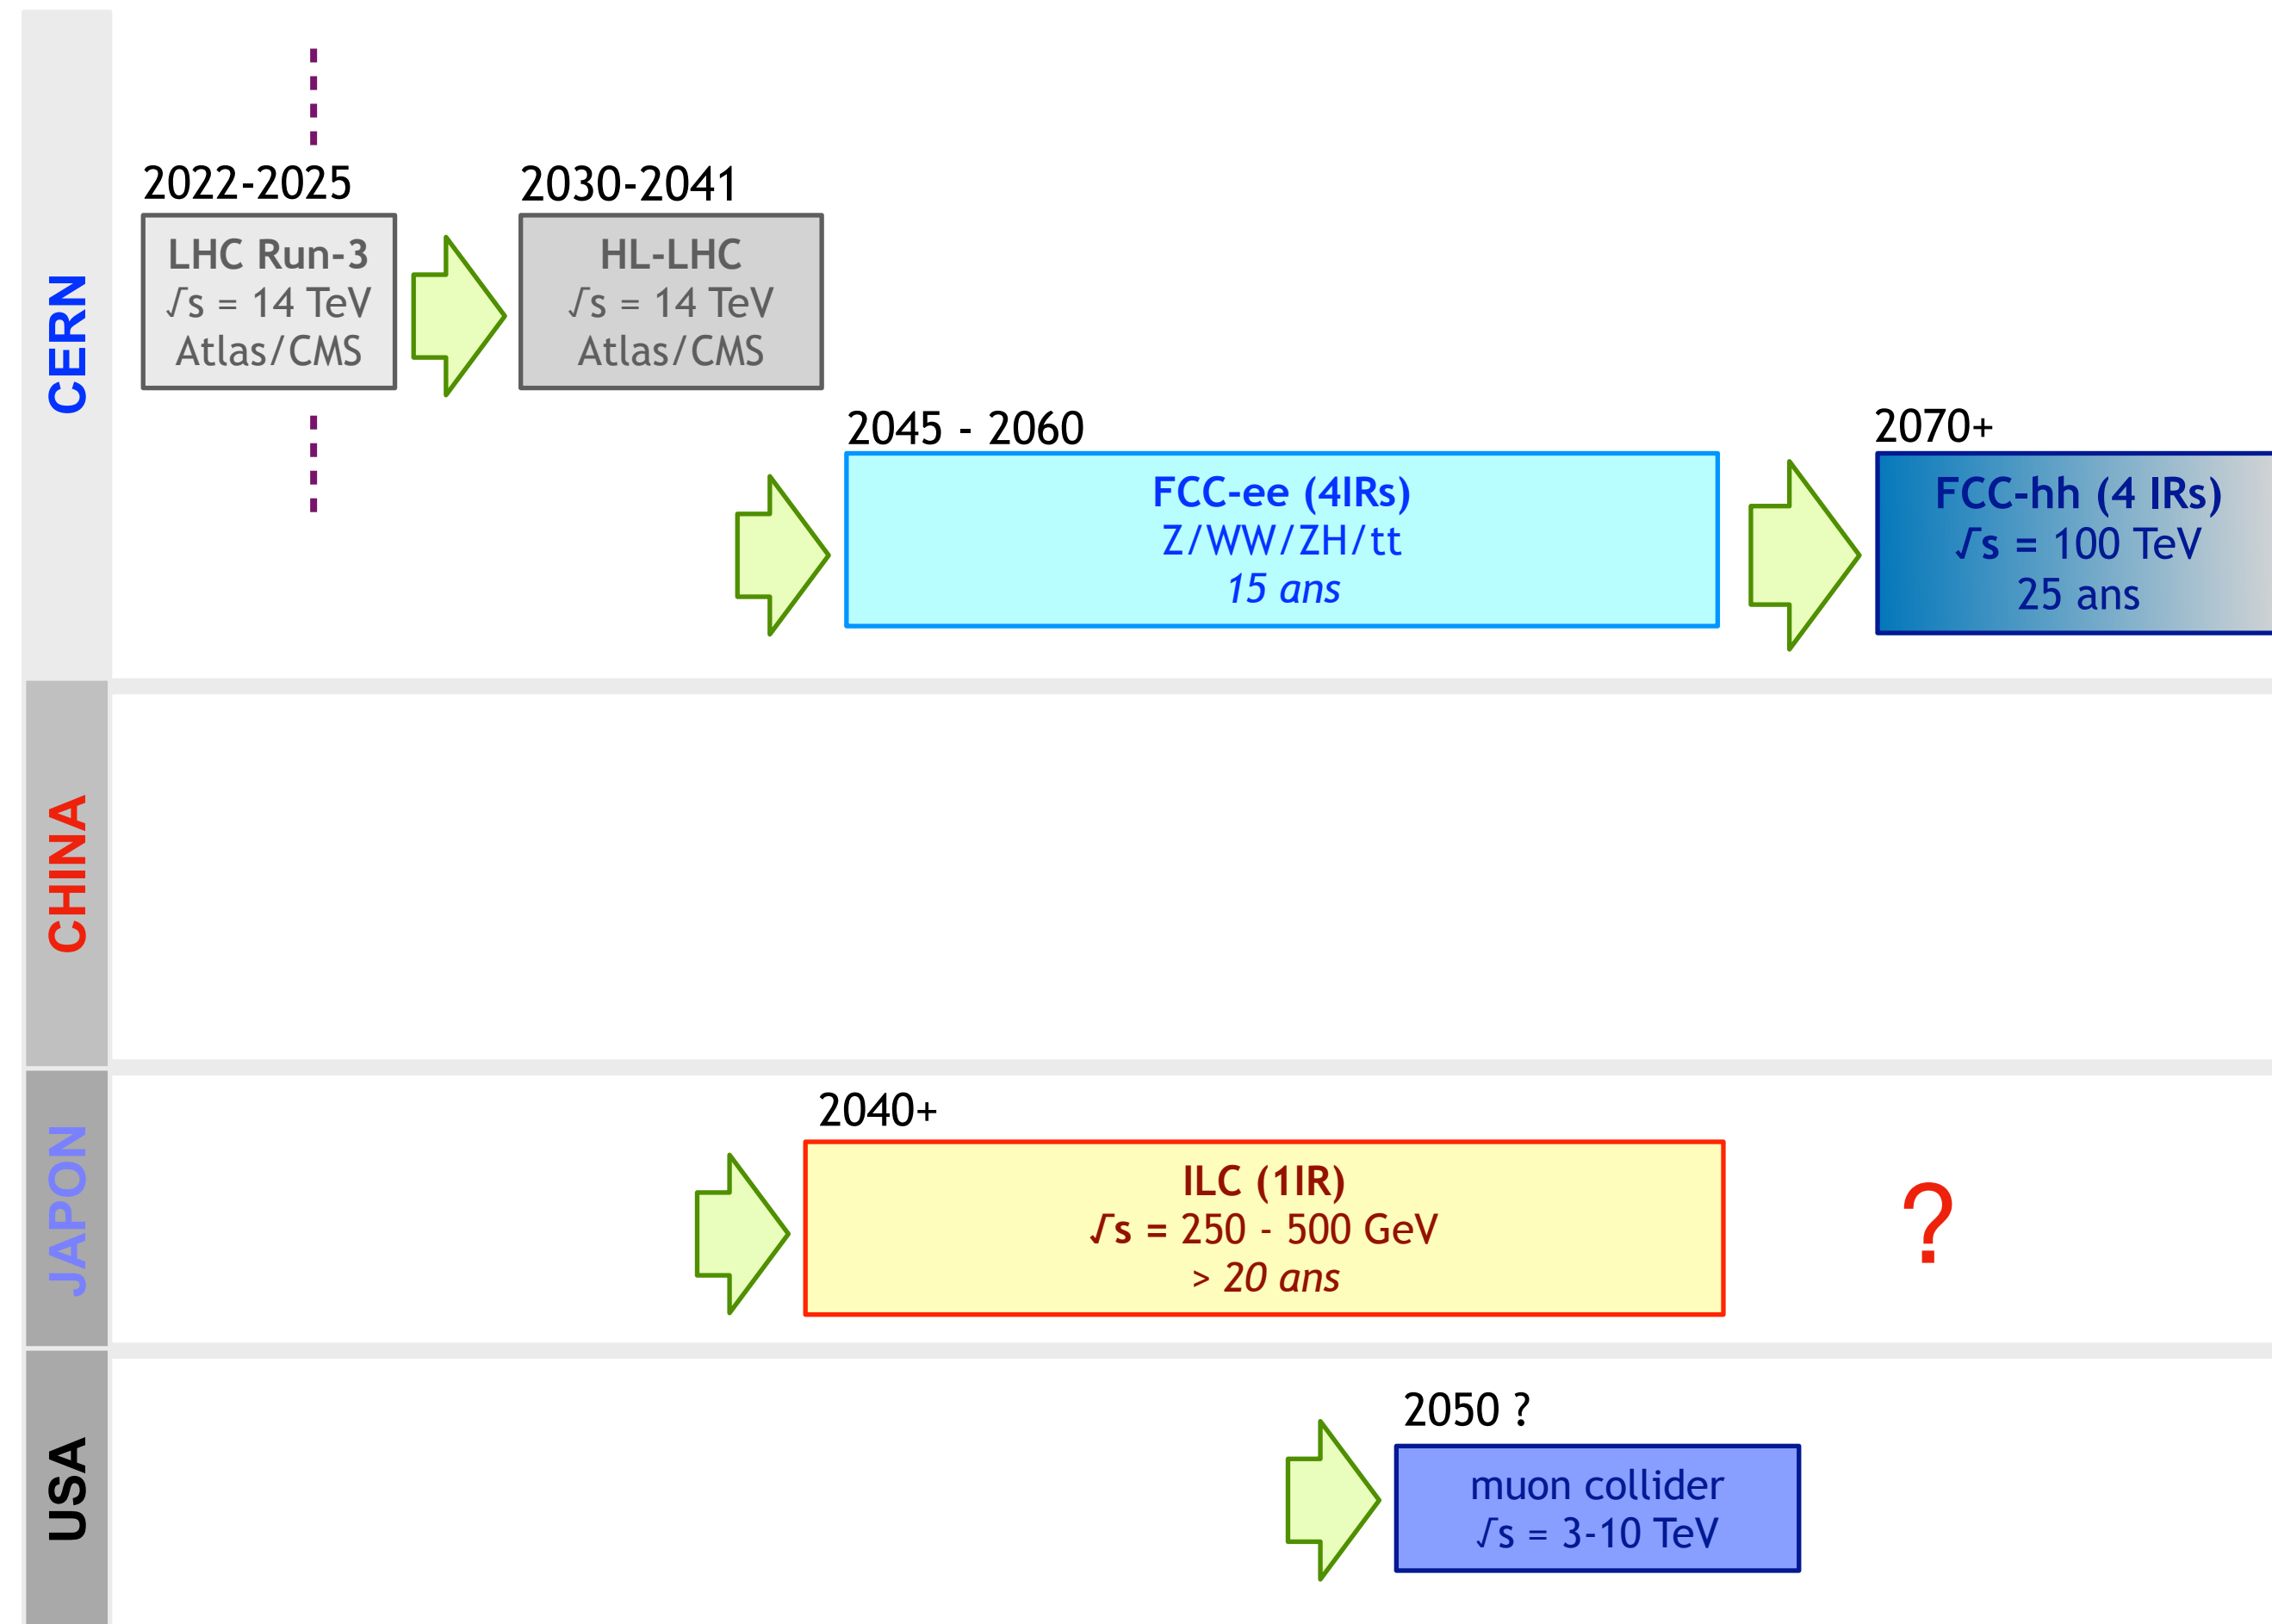 CERN
2022-2025
LHC Run-3
√s = 14 TeV
Atlas/CMS
2030-2041
HL-LHC
√s = 14 TeV
Atlas/CMS
2045 - 2060
FCC-ee (4IRs)
Z/WW/ZH/tt
15 ans
2070+
FCC-hh (4 IRs)
√s = 100 TeV
25 ans
CHINA
JAPON
2040+
ILC (1IR)
√s = 250 - 500 GeV
> 20 ans
?
USA
2050 ?
muon collider
√s = 3-10 TeV